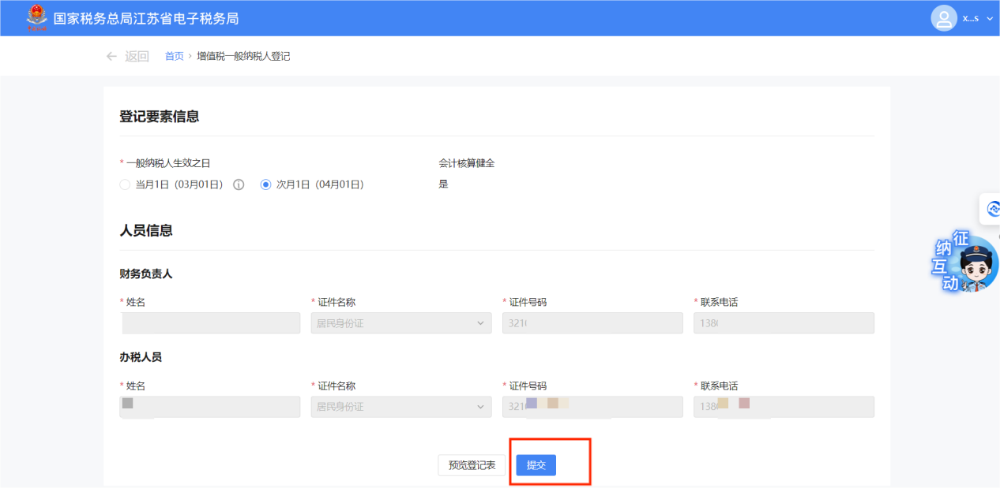 国家税务总局江苏省电子税务局
x...s
返回 首页 > 增值税一般纳税人登记
登记要素信息
* 一般纳税人生效之日 会计核算健全
当月1日（03月01日） 次月1日（04月01日） 是
人员信息
财务负责人
* 姓名 * 证件名称 * 证件号码 * 联系电话
居民身份证 321 138
办税人员
* 姓名 * 证件名称 * 证件号码 * 联系电话
居民身份证 321 138
预览登记表 提交
征纳互动